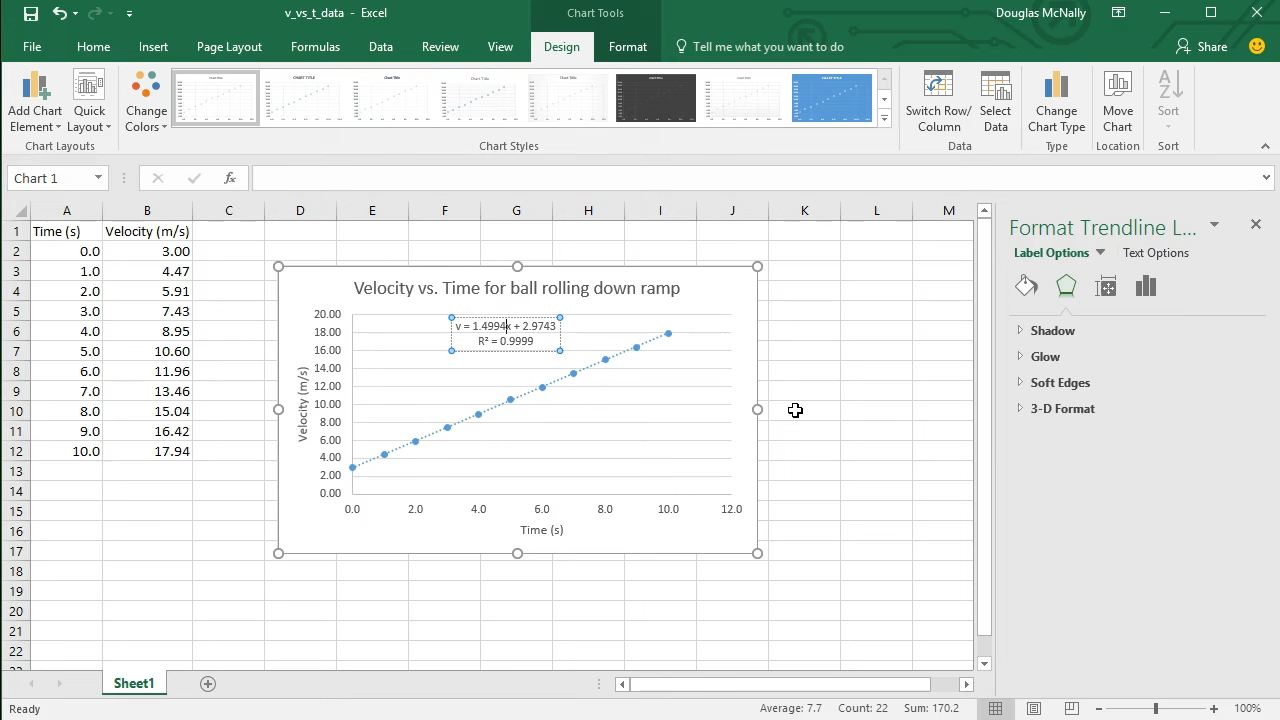 v_vs_t_data - Excel
Chart Tools
Douglas McNally
File Home Insert Page Layout Formulas Data Review View Design Format Tell me what you want to do Share
Add Chart Element
Quick Layout
Change Colors
Switch Row/ Column
Select Data
Change Chart Type
Move Chart
Sort
Chart Layouts Chart Styles Data Type Location Sort
Chart 1 fx
A B C D E F G H I J K L M
1 Time (s) Velocity (m/s)
2 0.0 3.00
3 1.0 4.47
4 2.0 5.91
5 3.0 7.43
6 4.0 8.95
7 5.0 10.60
8 6.0 11.96
9 7.0 13.46
10 8.0 15.04
11 9.0 16.42
12 10.0 17.94
13
14
15
16
17
18
19
20
21
22
Velocity vs. Time for ball rolling down ramp
v = 1.4994x + 2.9743
R² = 0.9999
20.00
18.00
16.00
14.00
12.00
10.00
8.00
6.00
4.00
2.00
0.00
Velocity (m/s)
0.0 2.0 4.0 6.0 8.0 10.0 12.0
Time (s)
Format Trendline L...
Label Options Text Options
Shadow
Glow
Soft Edges
3-D Format
Sheet1
Ready Average: 7.7 Count: 22 Sum: 170.2 100%